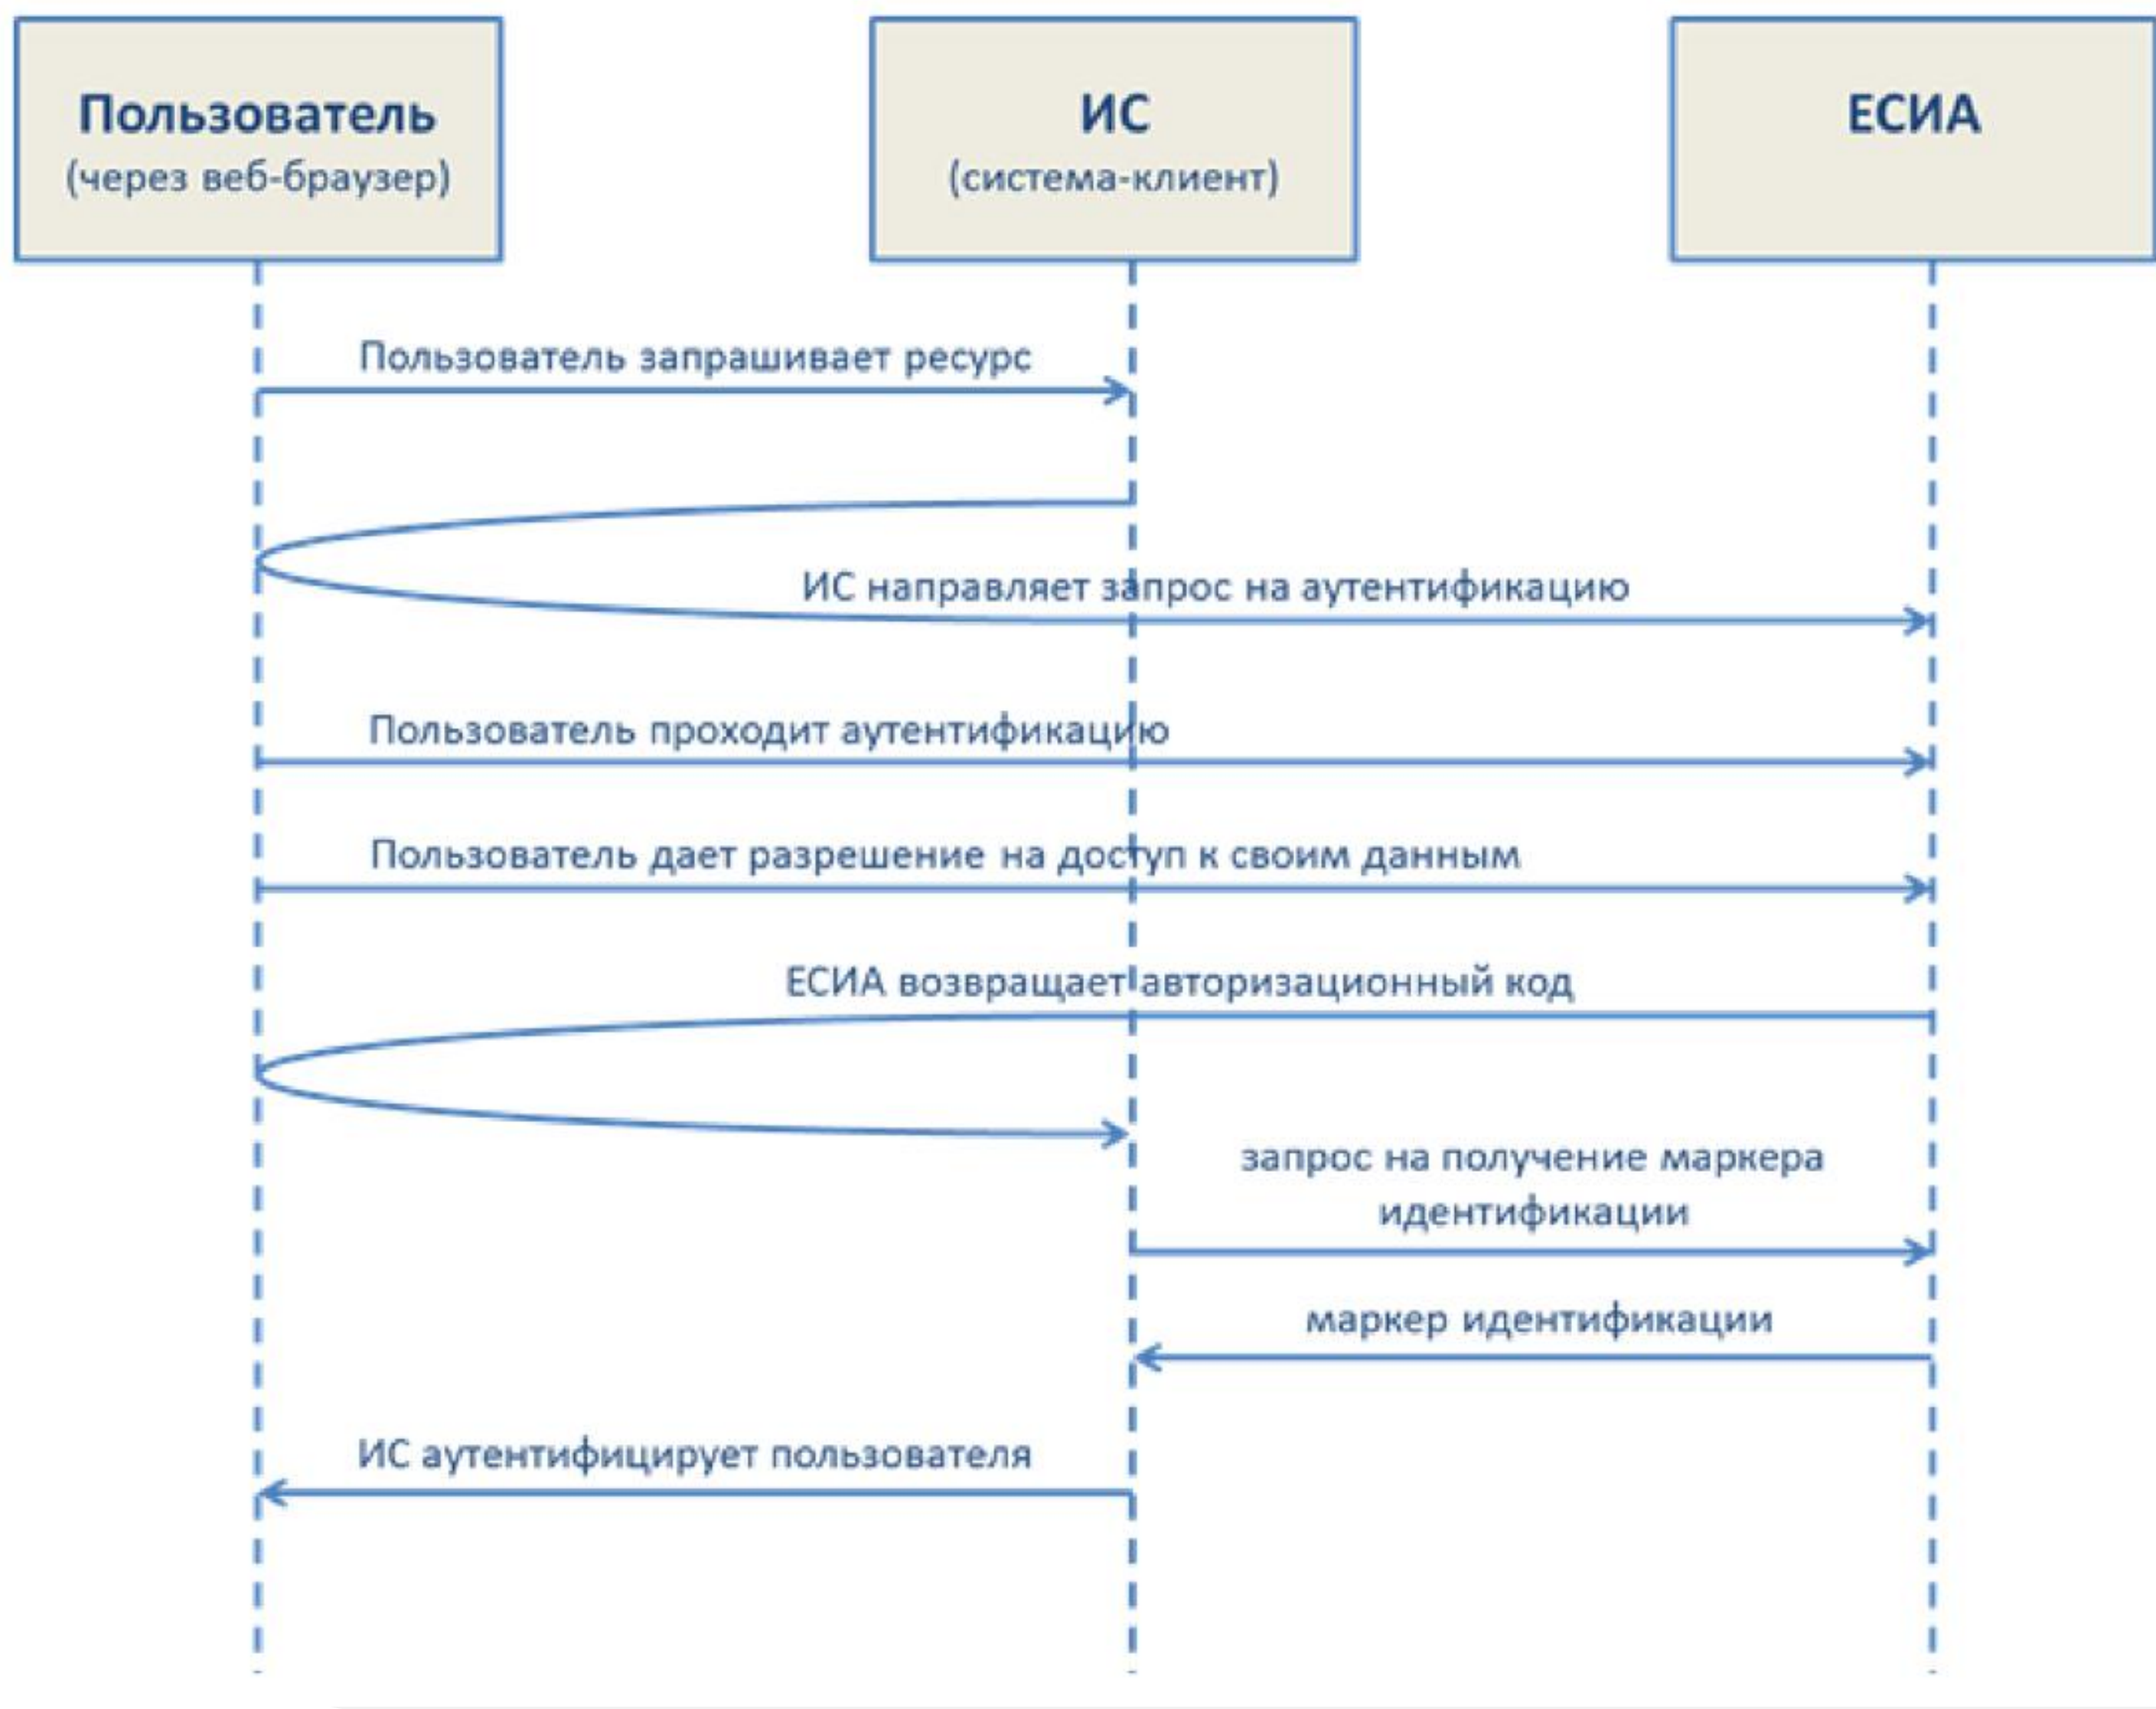 Пользователь
(через веб-браузер)
ИС
(система-клиент)
ЕСИА
Пользователь запрашивает ресурс
ИС направляет запрос на аутентификацию
Пользователь проходит аутентификацию
Пользователь дает разрешение на доступ к своим данным
ЕСИА возвращает авторизационный код
запрос на получение маркера
идентификации
маркер идентификации
ИС аутентифицирует пользователя